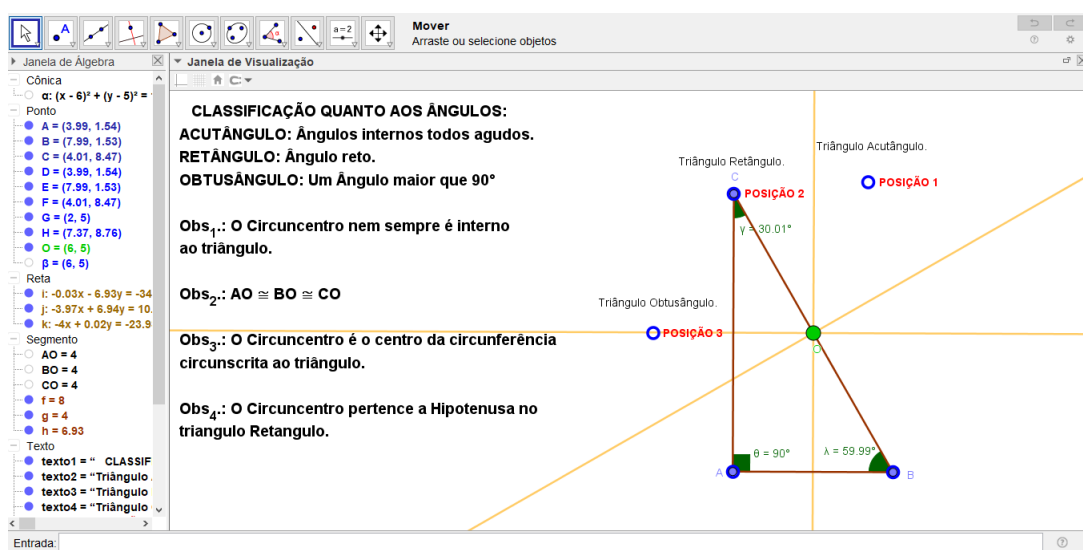 A
α
a=2
Mover
Arraste ou selecione objetos
Janela de Álgebra
Janela de Visualização
Cônica
α: (x - 6)² + (y - 5)² =
Ponto
A = (3.99, 1.54)
B = (7.99, 1.53)
C = (4.01, 8.47)
D = (3.99, 1.54)
E = (7.99, 1.53)
F = (4.01, 8.47)
G = (2, 5)
H = (7.37, 8.76)
O = (6, 5)
β = (6, 5)
Reta
i: -0.03x - 6.93y = -34
j: -3.97x + 6.94y = 10.
k: -4x + 0.02y = -23.9
Segmento
AO = 4
BO = 4
CO = 4
f = 8
g = 4
h = 6.93
Texto
texto1 = “ CLASSIF
texto2 = “Triângulo
texto3 = “Triângulo
texto4 = “Triângulo
CLASSIFICAÇÃO QUANTO AOS ÂNGULOS:
ACUTÂNGULO: Ângulos internos todos agudos.
RETÂNGULO: Ângulo reto.
OBTUSÂNGULO: Um Ângulo maior que 90°
Obs₁.: O Circuncentro nem sempre é interno
ao triângulo.
Obs₂.: AO ≅ BO ≅ CO
Obs₃.: O Circuncentro é o centro da circunferência
circunscrita ao triângulo.
Obs₄.: O Circuncentro pertence a Hipotenusa no
triangulo Retangulo.
Triângulo Acutângulo.
POSIÇÃO 1
Triângulo Retângulo.
C
POSIÇÃO 2
γ = 30.01°
Triângulo Obtusângulo.
POSIÇÃO 3
O
θ = 90°
λ = 59.99°
A
B
Entrada: